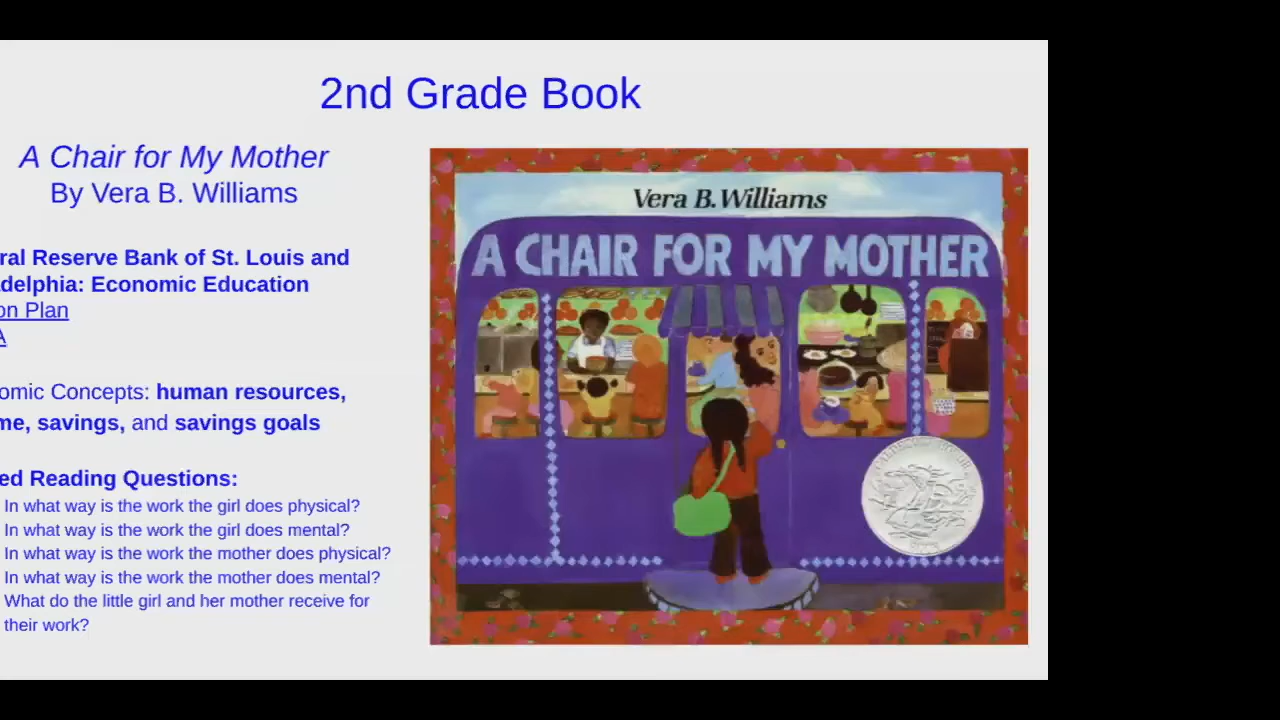 2nd Grade Book
A Chair for My Mother
By Vera B. Williams
ral Reserve Bank of St. Louis and
delphia: Economic Education
on Plan
A
omic Concepts: human resources,
me, savings, and savings goals
ed Reading Questions:
In what way is the work the girl does physical?
In what way is the work the girl does mental?
In what way is the work the mother does physical?
In what way is the work the mother does mental?
What do the little girl and her mother receive for
their work?
Vera B. Williams
A CHAIR FOR MY MOTHER